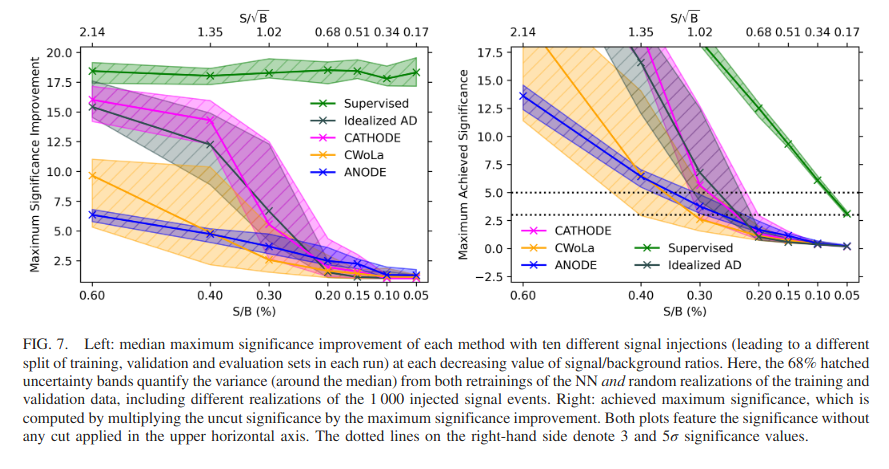 S/√B
2.14 1.35 1.02 0.68 0.51 0.34 0.17
Maximum Significance Improvement
20.0
17.5
15.0
12.5
10.0
7.5
5.0
2.5
Supervised
Idealized AD
CATHODE
CWoLa
ANODE
0.60 0.40 0.30 0.20 0.15 0.10 0.05
S/B (%)
S/√B
2.14 1.35 1.02 0.68 0.51 0.34 0.17
Maximum Achieved Significance
17.5
15.0
12.5
10.0
7.5
5.0
2.5
0.0
−2.5
CATHODE
CWoLa Supervised
ANODE Idealized AD
0.60 0.40 0.30 0.20 0.15 0.10 0.05
S/B (%)
FIG. 7. Left: median maximum significance improvement of each method with ten different signal injections (leading to a different
split of training, validation and evaluation sets in each run) at each decreasing value of signal/background ratios. Here, the 68% hatched
uncertainty bands quantify the variance (around the median) from both retrainings of the NN and random realizations of the training and
validation data, including different realizations of the 1 000 injected signal events. Right: achieved maximum significance, which is
computed by multiplying the uncut significance by the maximum significance improvement. Both plots feature the significance without
any cut applied in the upper horizontal axis. The dotted lines on the right-hand side denote 3 and 5σ significance values.